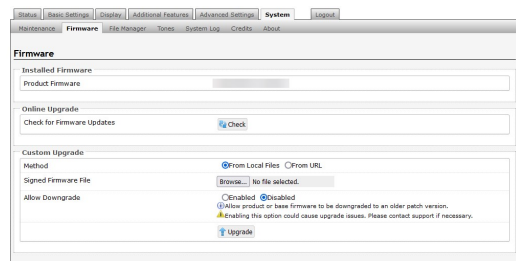 Status Basic Settings Display Additional Features Advanced Settings System Logout
Maintenance Firmware File Manager Tones System Log Credits About
Firmware
Installed Firmware
Product Firmware
Online Upgrade
Check for Firmware Updates Check
Custom Upgrade
Method From Local Files From URL
Signed Firmware File Browse... No file selected.
Allow Downgrade Enabled Disabled
Allow product or base firmware to be downgraded to an older patch version.
Enabling this option could cause upgrade issues. Please contact support if necessary.
Upgrade